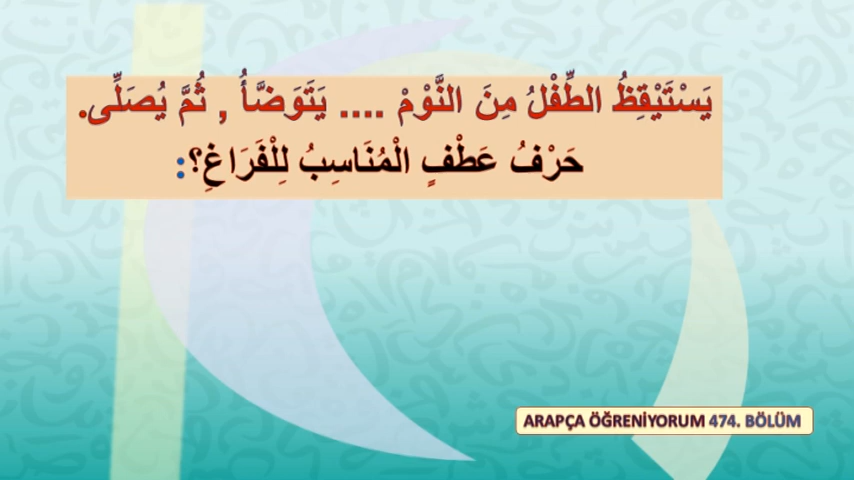 يَسْتَيْقِظُ الطِّفْلُ مِنَ النَّوْمْ .... يَتَوَضَّأُ , ثُمَّ يُصَلِّى.
حَرْفُ عَطْفٍ الْمُنَاسِبُ لِلْفَرَاغِ؟:
ARAPÇA ÖĞRENİYORUM 474. BÖLÜM